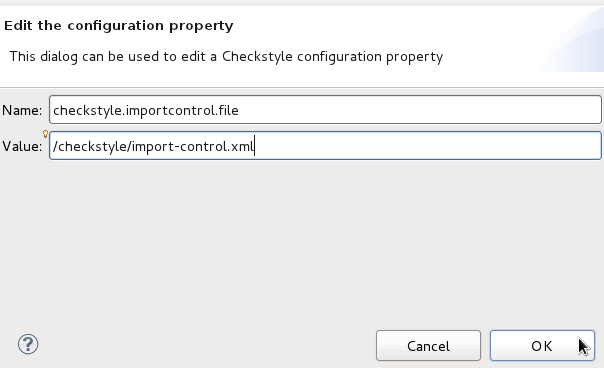 Edit the configuration property
This dialog can be used to edit a Checkstyle configuration property
Name: checkstyle.importcontrol.file
Value: /checkstyle/import-control.xml
? Cancel OK